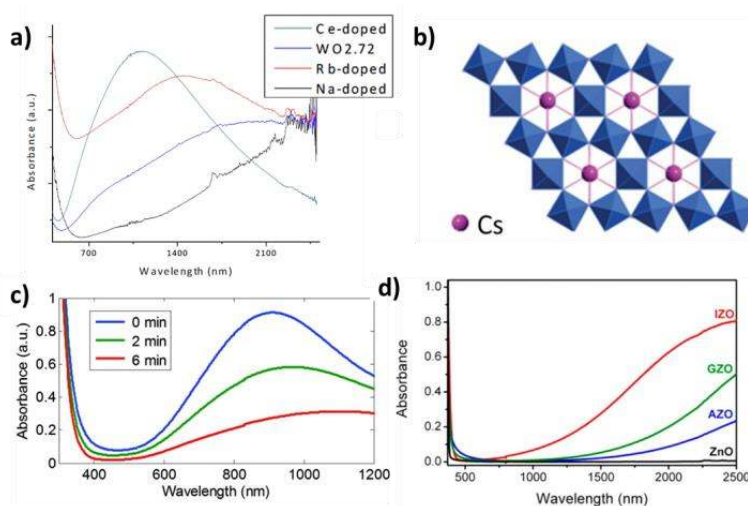 a)
Absorbance (a.u.)
Ce-doped
WO2.72
Rb-doped
Na-doped
700
1400
2100
Wavelength (nm)
b)
Cs
c)
Absorbance (a.u.)
1
0.8
0.6
0.4
0.2
0
0 min
2 min
6 min
400
600
800
1000
1200
Wavelength (nm)
d)
Absorbance
1.0
0.8
0.6
0.4
0.2
0.0
IZO
GZO
AZO
ZnO
500
1000
1500
2000
2500
Wavelength (nm)